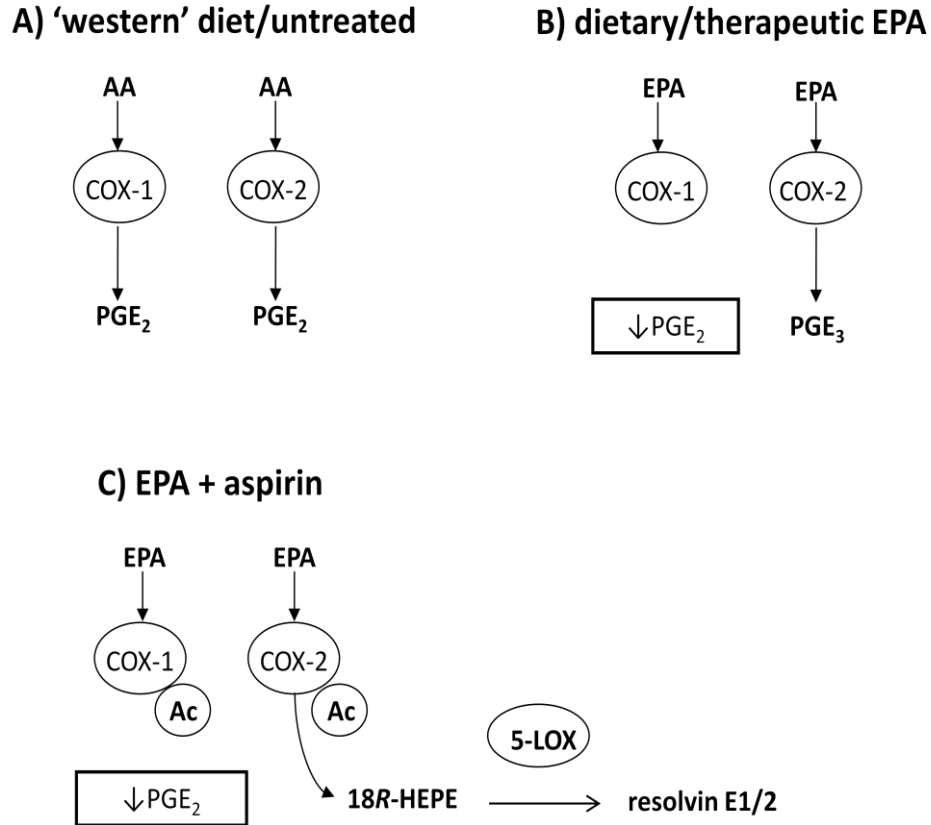 A) ‘western’ diet/untreated
AA AA
COX-1 COX-2
PGE₂ PGE₂
B) dietary/therapeutic EPA
EPA EPA
COX-1 COX-2
↓PGE₂ PGE₃
C) EPA + aspirin
EPA EPA
COX-1 COX-2
Ac Ac
5-LOX
↓PGE₂ 18R-HEPE resolvin E1/2